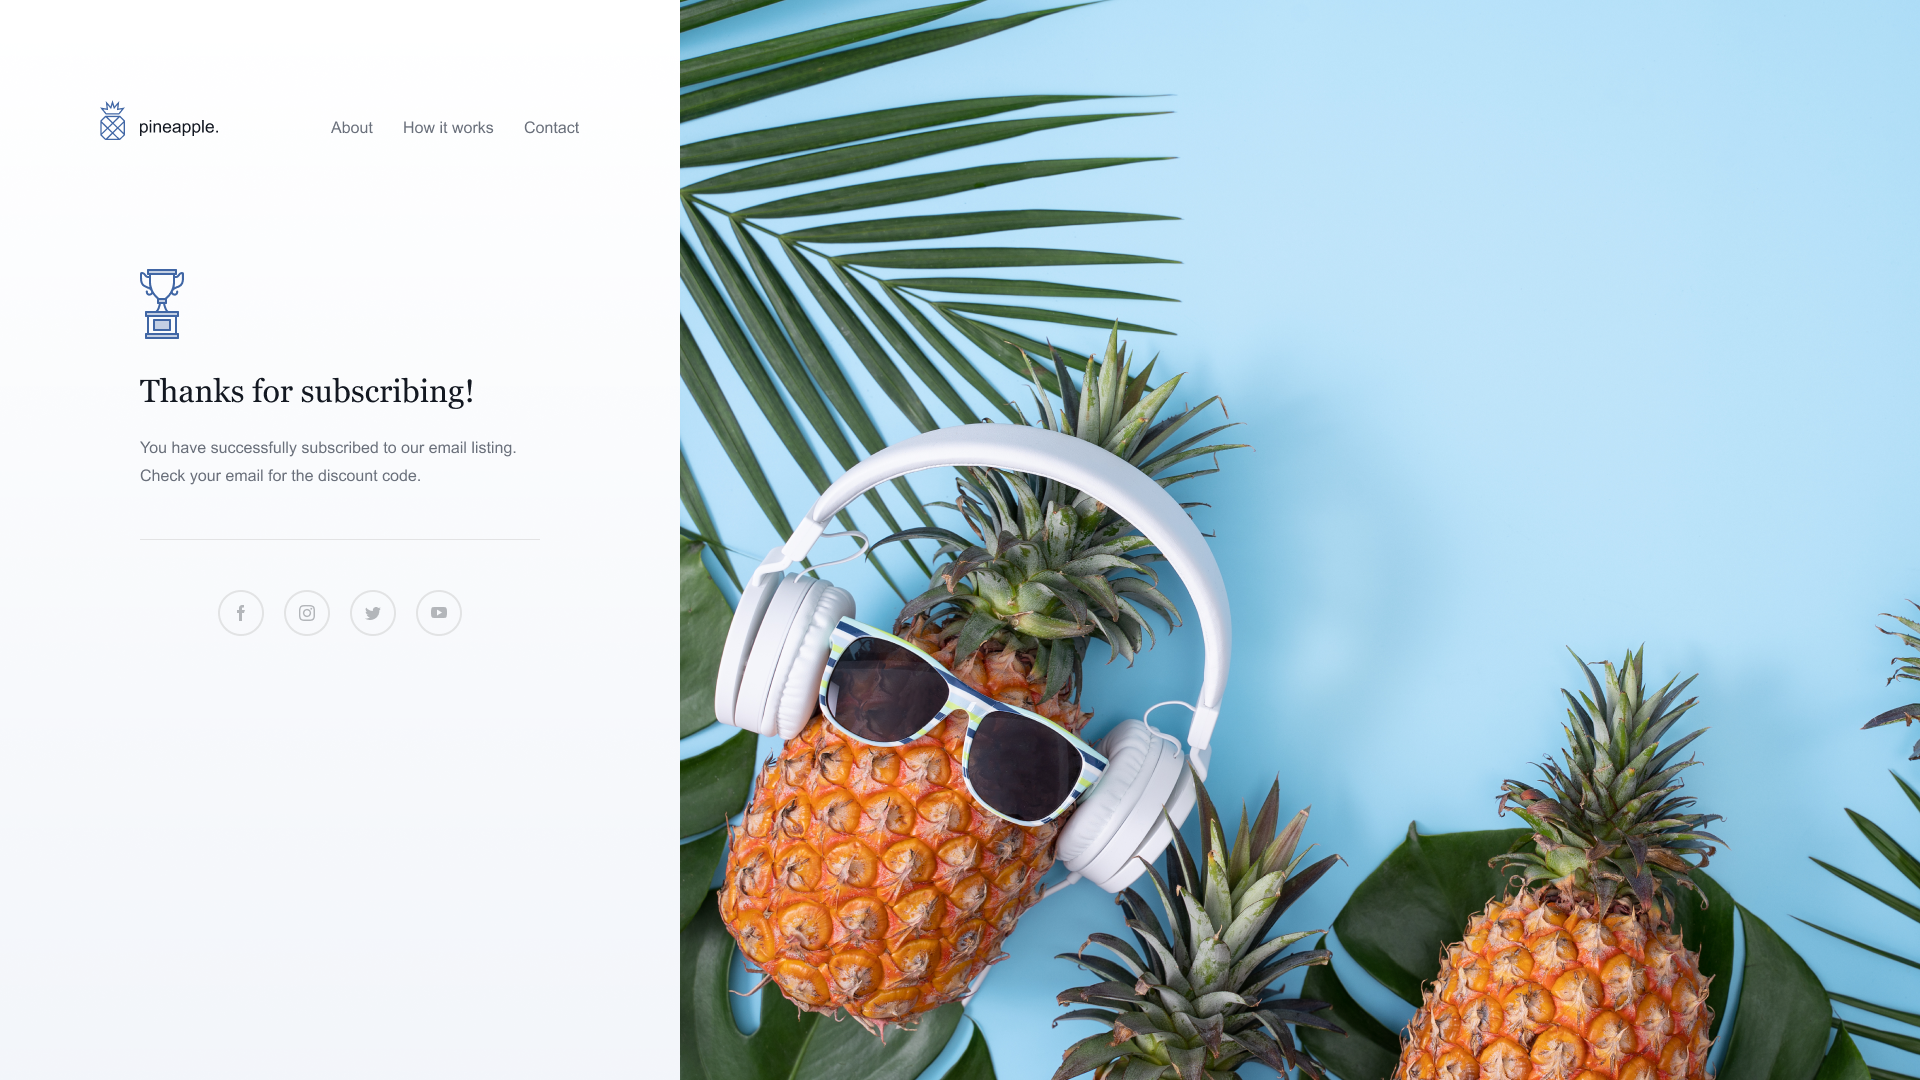 pineapple.
About
How it works
Contact
Thanks for subscribing!
You have successfully subscribed to our email listing.
Check your email for the discount code.